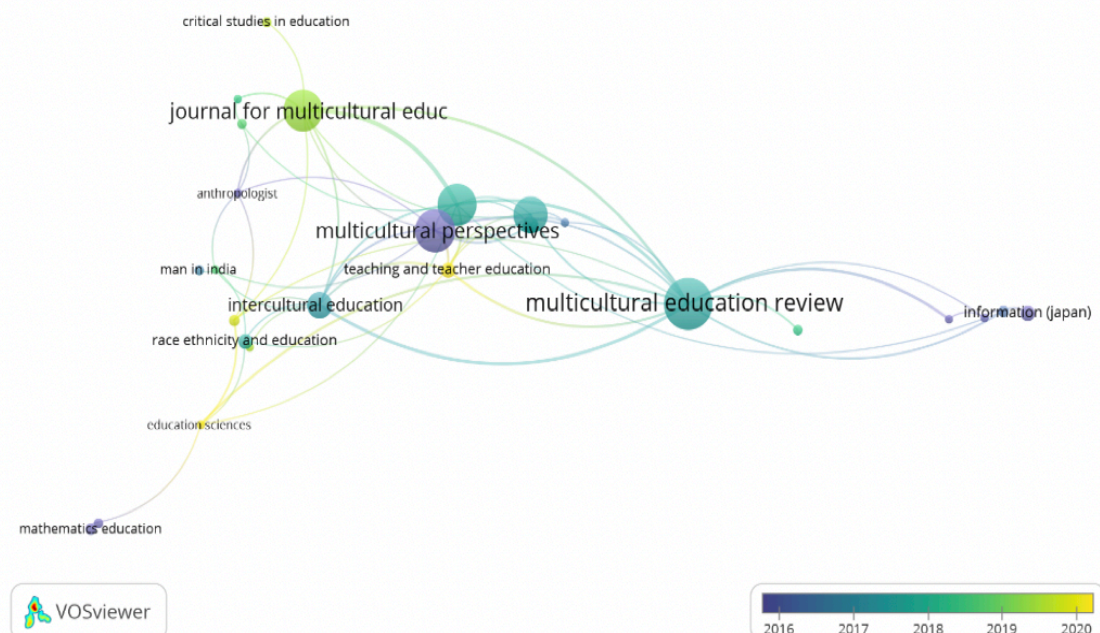 critical studies in education
journal for multicultural educ
anthropologist
multicultural perspectives
man in india
teaching and teacher education
intercultural education
multicultural education review
information (japan)
race ethnicity and education
education sciences
mathematics education
VOSviewer
2016 2017 2018 2019 2020